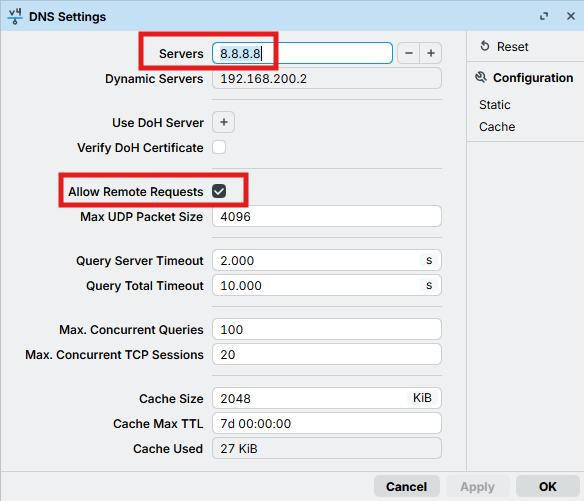 v4 DNS Settings
Servers 8.8.8.8 − +
Reset
Dynamic Servers 192.168.200.2
Configuration
Static
Cache
Use DoH Server +
Verify DoH Certificate
Allow Remote Requests
Max UDP Packet Size 4096
Query Server Timeout 2.000 s
Query Total Timeout 10.000 s
Max. Concurrent Queries 100
Max. Concurrent TCP Sessions 20
Cache Size 2048 KiB
Cache Max TTL 7d 00:00:00
Cache Used 27 KiB
Cancel Apply OK